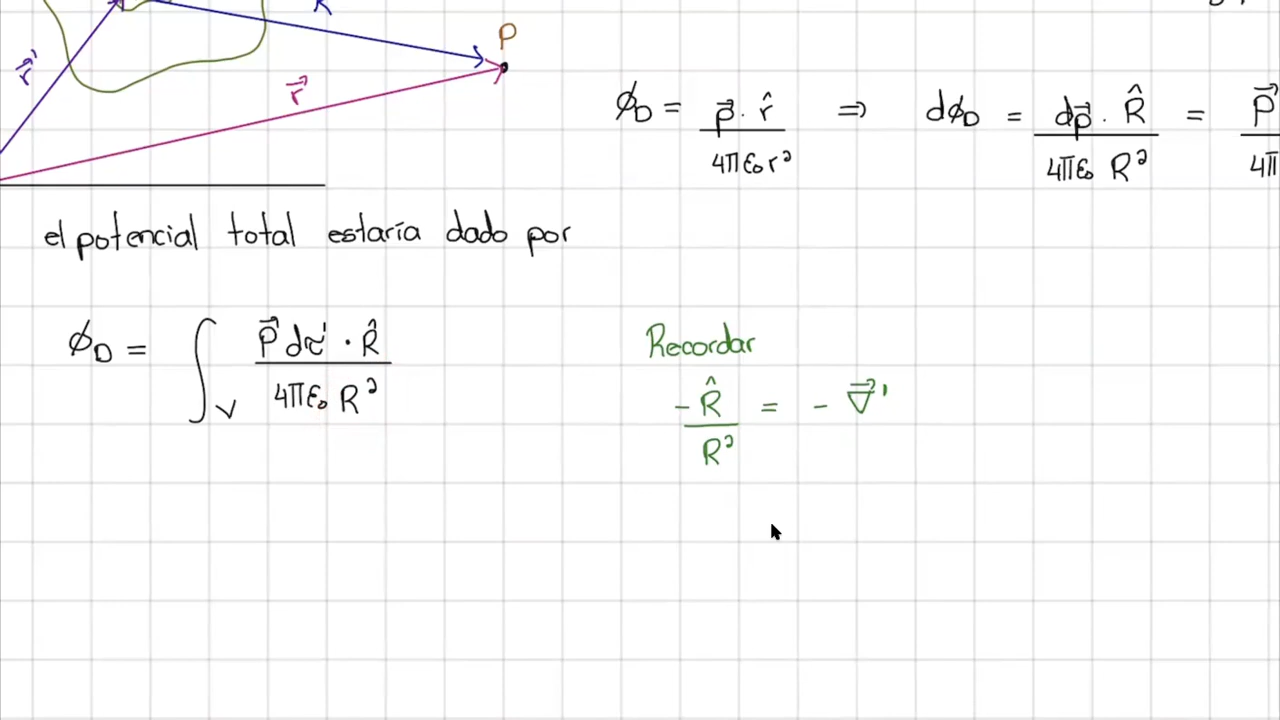 P
r⃗'
r⃗
ϕ_D = p⃗ · r̂ / 4πε₀r² ⇒ dϕ_D = dp⃗ · R̂ / 4πε₀ R² = P⃗ / 4π
el potencial total estaría dado por
ϕ_D = ∫_V P⃗ dτ' · R̂ / 4πε₀ R²
Recordar
-R̂ / R² = - ∇⃗'